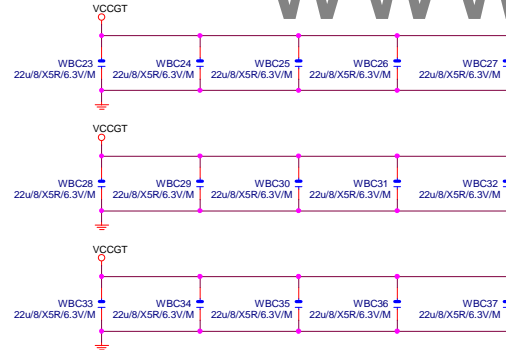 WWW
VCCGT
WBC23 WBC24 WBC25 WBC26 WBC27
22u/8/X5R/6.3V/M 22u/8/X5R/6.3V/M 22u/8/X5R/6.3V/M 22u/8/X5R/6.3V/M 22u/8/X5R/6.3V/M
VCCGT
WBC28 WBC29 WBC30 WBC31 WBC32
22u/8/X5R/6.3V/M 22u/8/X5R/6.3V/M 22u/8/X5R/6.3V/M 22u/8/X5R/6.3V/M 22u/8/X5R/6.3V/M
VCCGT
WBC33 WBC34 WBC35 WBC36 WBC37
22u/8/X5R/6.3V/M 22u/8/X5R/6.3V/M 22u/8/X5R/6.3V/M 22u/8/X5R/6.3V/M 22u/8/X5R/6.3V/M